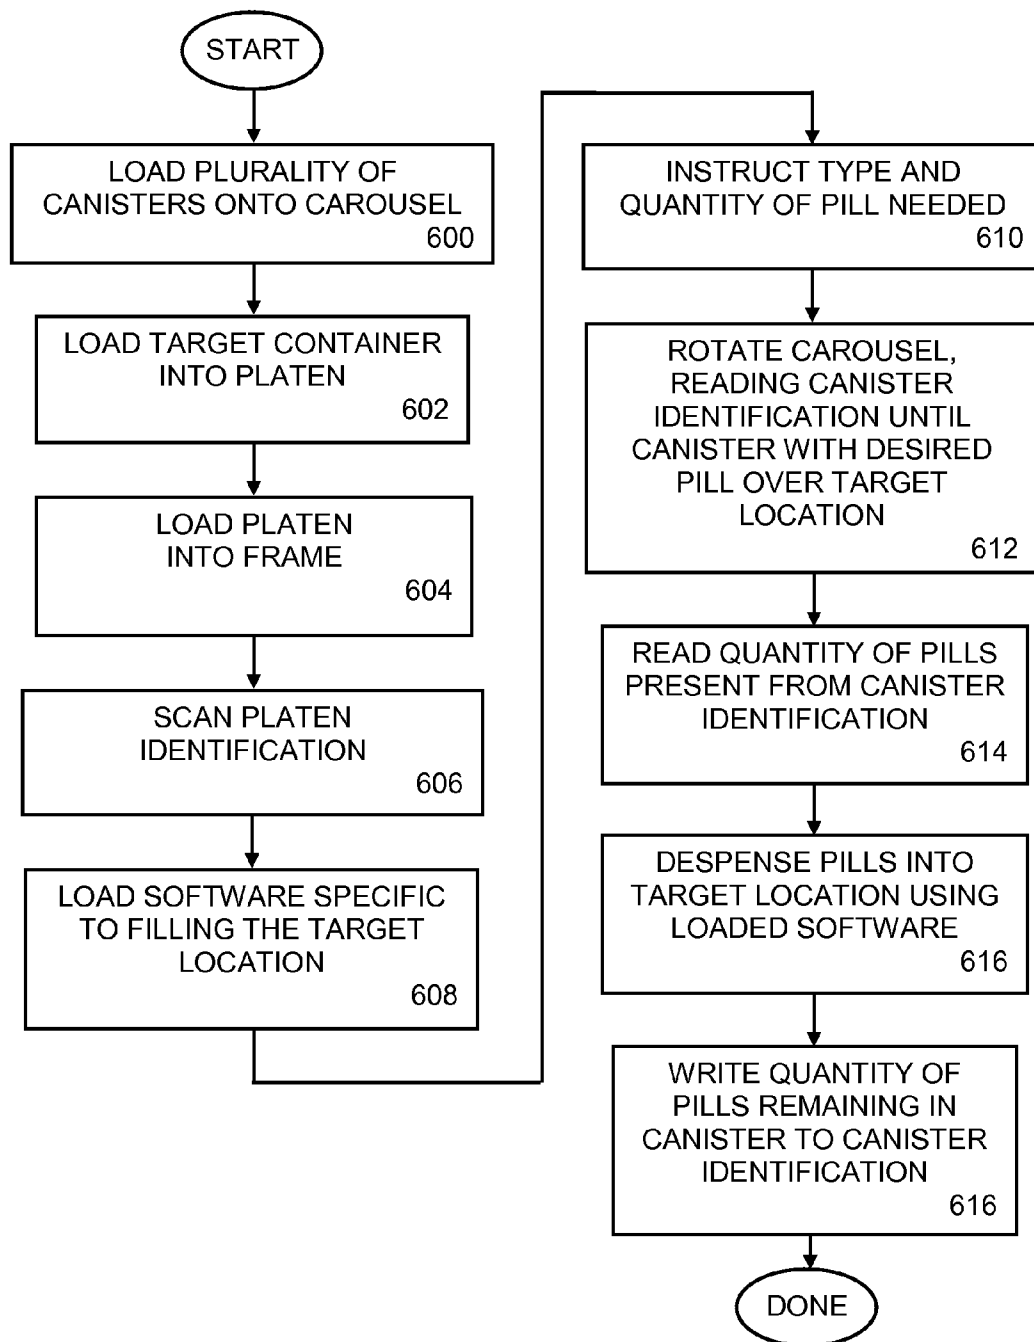 START
LOAD PLURALITY OF
CANISTERS ONTO CAROUSEL
600
LOAD TARGET CONTAINER
INTO PLATEN
602
LOAD PLATEN
INTO FRAME
604
SCAN PLATEN
IDENTIFICATION
606
LOAD SOFTWARE SPECIFIC
TO FILLING THE TARGET
LOCATION
608
INSTRUCT TYPE AND
QUANTITY OF PILL NEEDED
610
ROTATE CAROUSEL,
READING CANISTER
IDENTIFICATION UNTIL
CANISTER WITH DESIRED
PILL OVER TARGET
LOCATION
612
READ QUANTITY OF PILLS
PRESENT FROM CANISTER
IDENTIFICATION
614
DESPENSE PILLS INTO
TARGET LOCATION USING
LOADED SOFTWARE
616
WRITE QUANTITY OF
PILLS REMAINING IN
CANISTER TO CANISTER
IDENTIFICATION
616
DONE